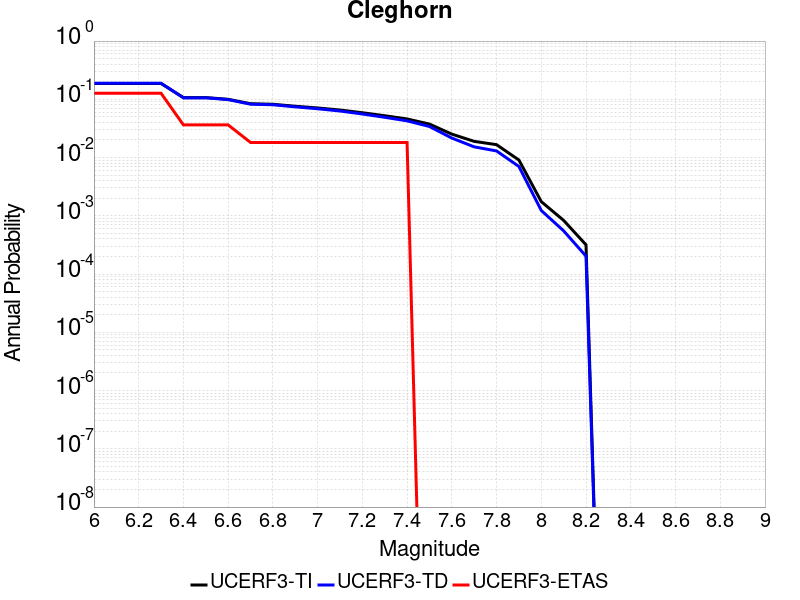 Cleghorn
10^0
10^-1
10^-2
10^-3
10^-4
10^-5
10^-6
10^-7
10^-8
Annual Probability
6 6.2 6.4 6.6 6.8 7 7.2 7.4 7.6 7.8 8 8.2 8.4 8.6 8.8 9
Magnitude
UCERF3-TI UCERF3-TD UCERF3-ETAS